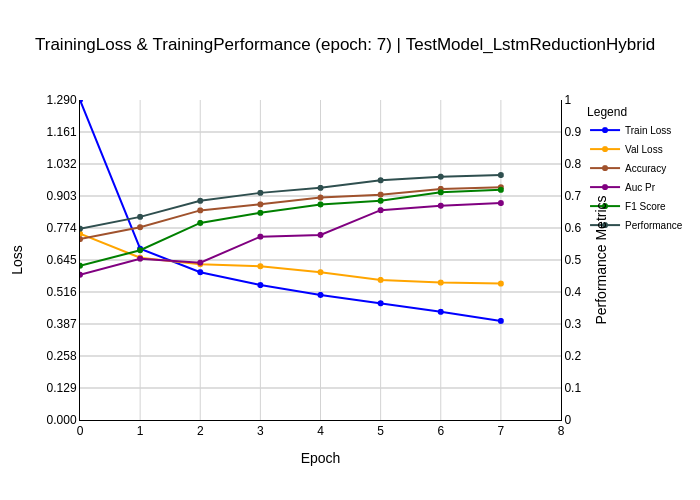 TrainingLoss & TrainingPerformance (epoch: 7) | TestModel_LstmReductionHybrid
1.290
1.161
1.032
0.903
0.774
0.645
0.516
0.387
0.258
0.129
0.000
Loss
0 1 2 3 4 5 6 7 8
Epoch
1
0.9
0.8
0.7
0.6
0.5
0.4
0.3
0.2
0.1
0
Performance Metrics
Legend
Train Loss
Val Loss
Accuracy
Auc Pr
F1 Score
Performance